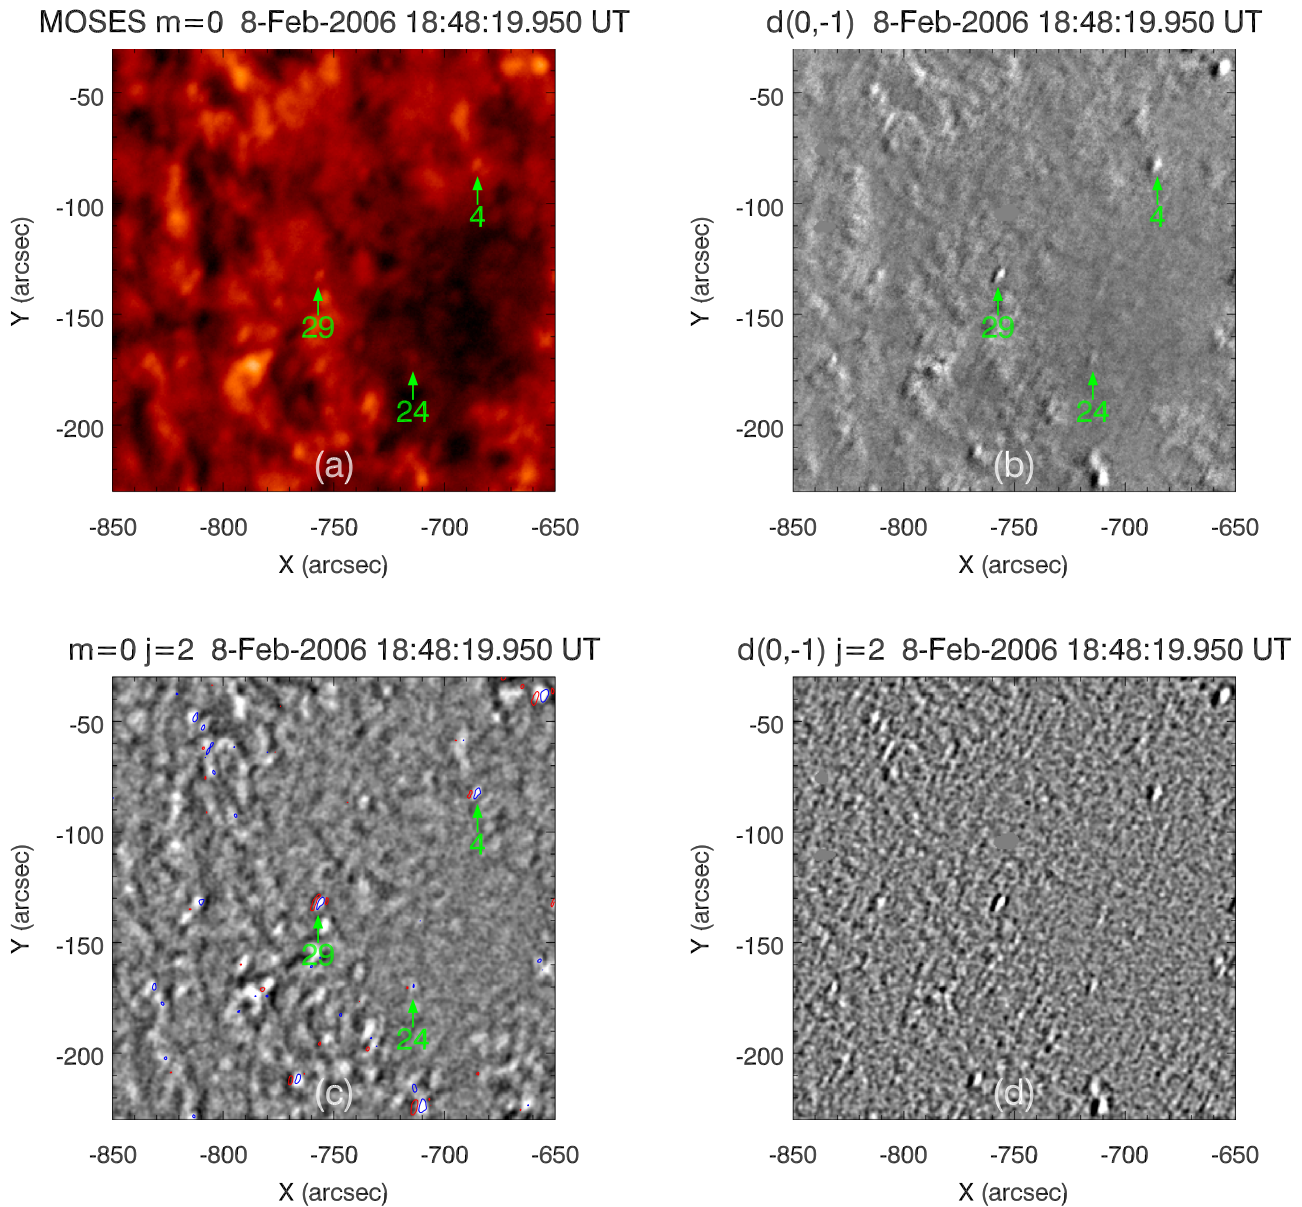 MOSES m=0  8-Feb-2006 18:48:19.950 UT
-50
-100
-150
-200
Y (arcsec)
4
29
24
(a)
-850 -800 -750 -700 -650
X (arcsec)
d(0,-1)  8-Feb-2006 18:48:19.950 UT
-50
-100
-150
-200
Y (arcsec)
4
29
24
(b)
-850 -800 -750 -700 -650
X (arcsec)
m=0 j=2  8-Feb-2006 18:48:19.950 UT
-50
-100
-150
-200
Y (arcsec)
4
29
24
(c)
-850 -800 -750 -700 -650
X (arcsec)
d(0,-1) j=2  8-Feb-2006 18:48:19.950 UT
-50
-100
-150
-200
Y (arcsec)
(d)
-850 -800 -750 -700 -650
X (arcsec)